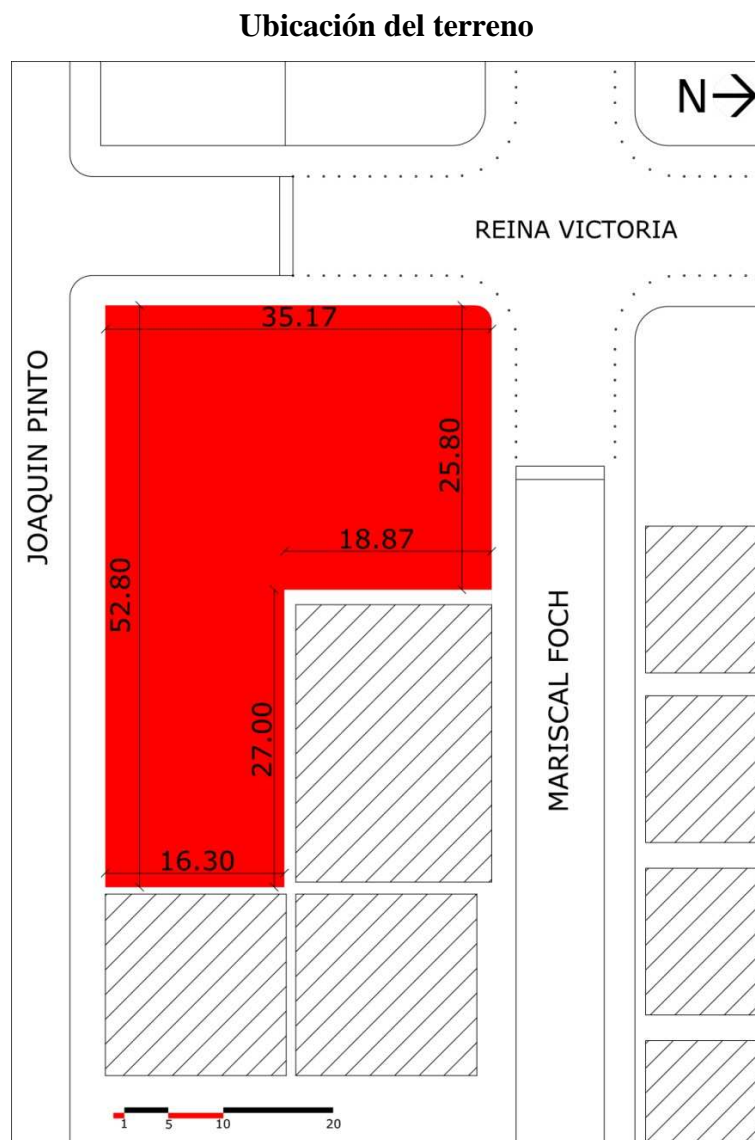 Ubicación del terreno
N
REINA VICTORIA
35.17
JOAQUIN PINTO
25.80
18.87
52.80
MARISCAL FOCH
27.00
16.30
1 5 10 20